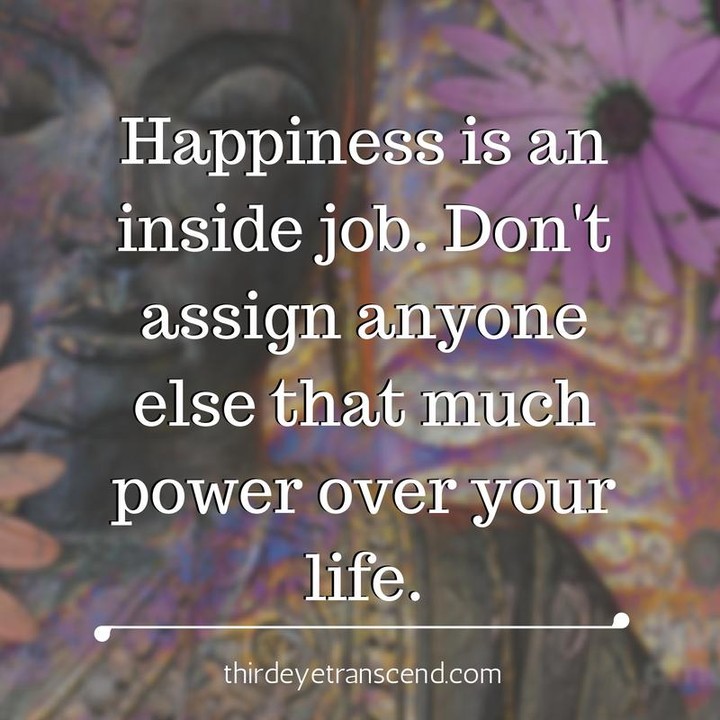 Happiness is an
inside job. Don't
assign anyone
else that much
power over your
life.
thirdeyetranscend.com